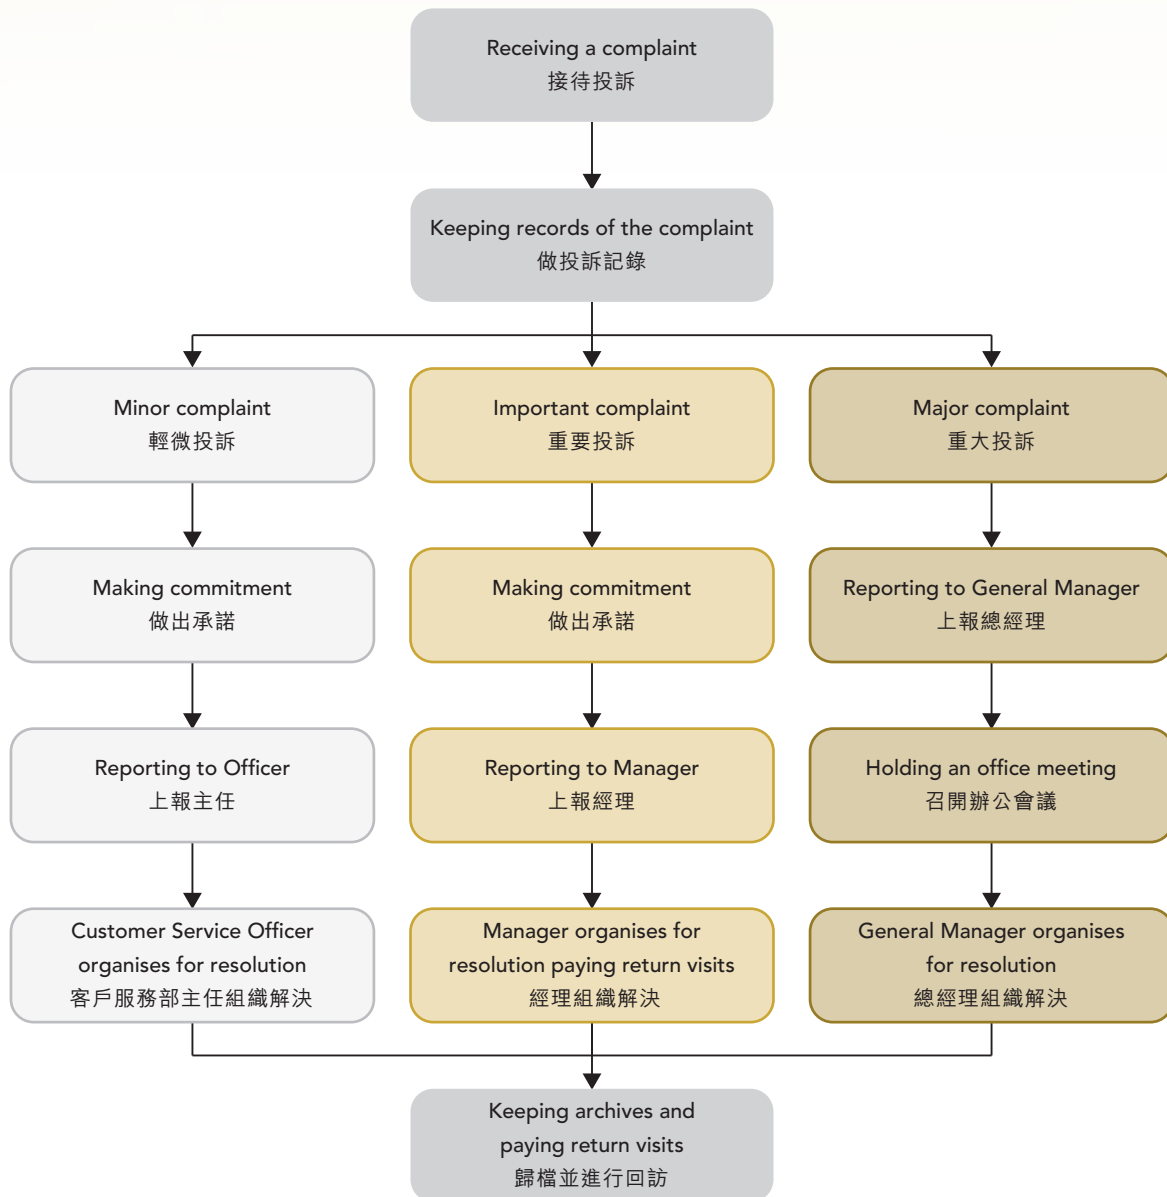 Receiving a complaint
接待投訴
Keeping records of the complaint
做投訴記錄
Minor complaint
輕微投訴
Important complaint
重要投訴
Major complaint
重大投訴
Making commitment
做出承諾
Making commitment
做出承諾
Reporting to General Manager
上報總經理
Reporting to Officer
上報主任
Reporting to Manager
上報經理
Holding an office meeting
召開辦公會議
Customer Service Officer
organises for resolution
客戶服務部主任組織解決
Manager organises for
resolution paying return visits
經理組織解決
General Manager organises
for resolution
總經理組織解決
Keeping archives and
paying return visits
歸檔並進行回訪